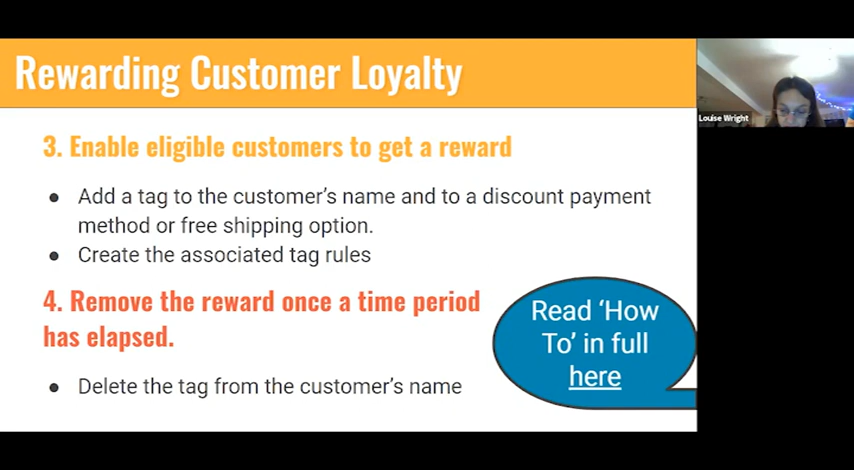 Rewarding Customer Loyalty
Louise Wright
3. Enable eligible customers to get a reward
● Add a tag to the customer's name and to a discount payment
method or free shipping option.
● Create the associated tag rules
4. Remove the reward once a time period
has elapsed.
● Delete the tag from the customer's name
Read 'How
To' in full
here